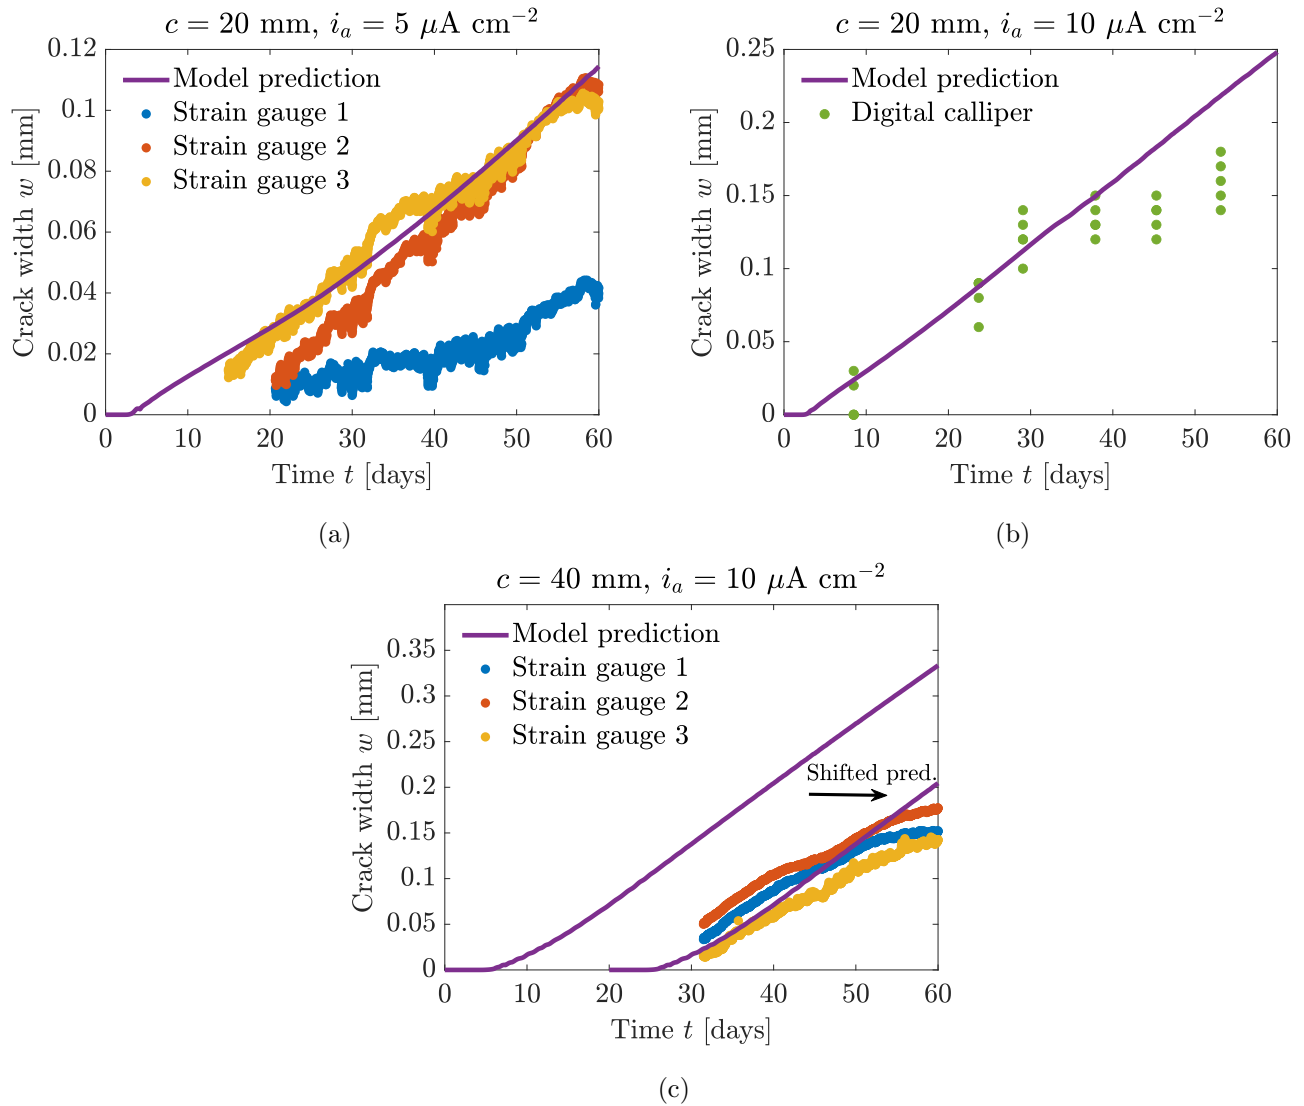 c = 20 mm, i_a = 5 μA cm⁻²
Crack width w [mm]
0.12
0.1
0.08
0.06
0.04
0.02
0
Model prediction
Strain gauge 1
Strain gauge 2
Strain gauge 3
0 10 20 30 40 50 60
Time t [days]
(a)
c = 20 mm, i_a = 10 μA cm⁻²
Crack width w [mm]
0.25
0.2
0.15
0.1
0.05
0
Model prediction
Digital calliper
0 10 20 30 40 50 60
Time t [days]
(b)
c = 40 mm, i_a = 10 μA cm⁻²
Crack width w [mm]
0.35
0.3
0.25
0.2
0.15
0.1
0.05
0
Model prediction
Strain gauge 1
Strain gauge 2
Strain gauge 3
Shifted pred.
0 10 20 30 40 50 60
Time t [days]
(c)